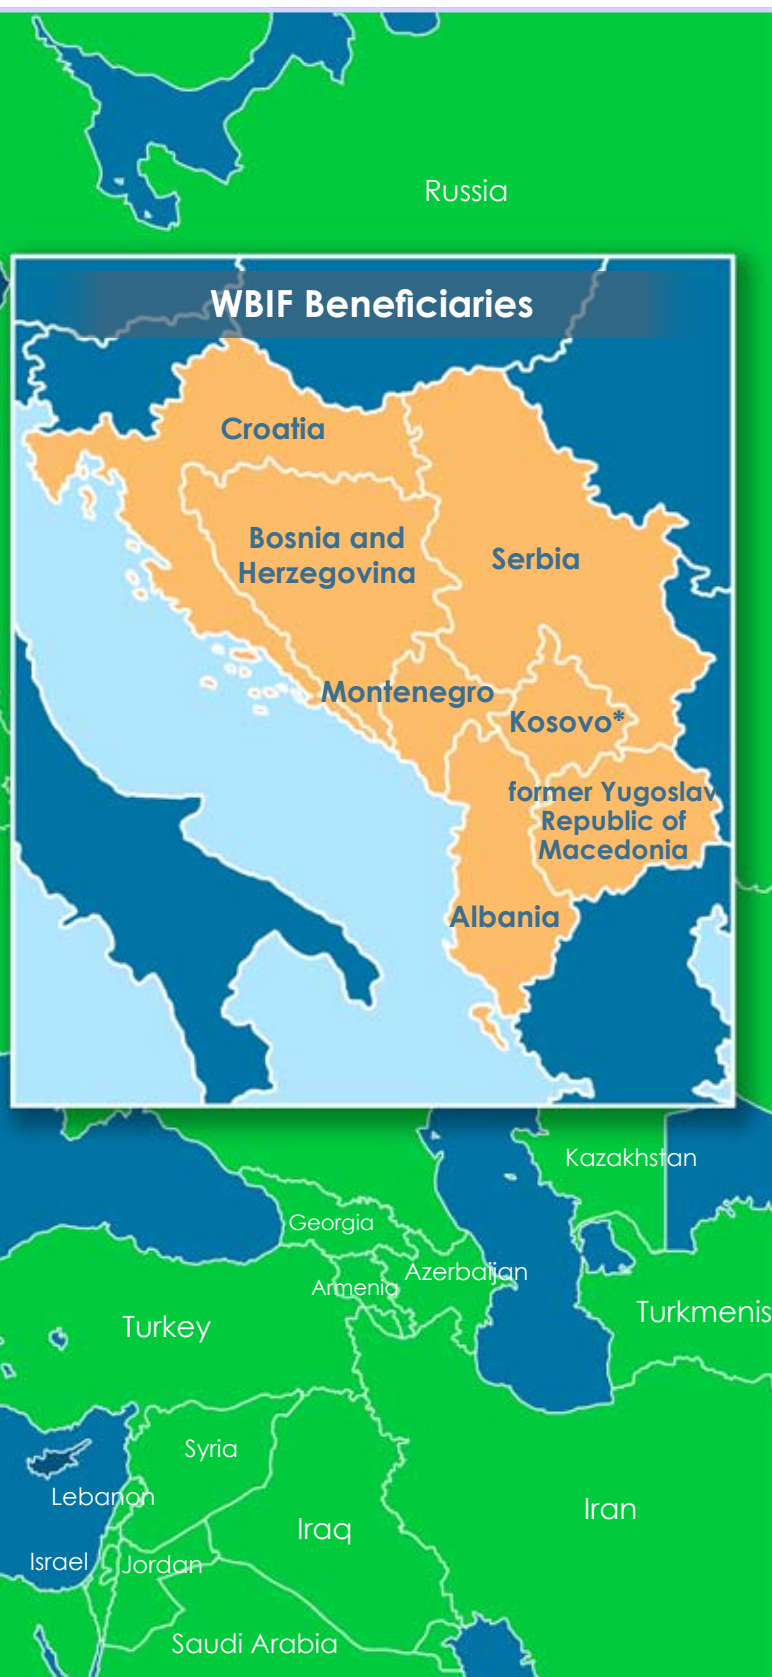 Russia
WBIF Beneficiaries
Croatia
Bosnia and
Herzegovina
Serbia
Montenegro
Kosovo*
former Yugoslav
Republic of
Macedonia
Albania
Kazakhstan
Georgia
Azerbaijan
Armenia
Turkmenis
Turkey
Syria
Lebanon
Iran
Iraq
Israel
Jordan
Saudi Arabia